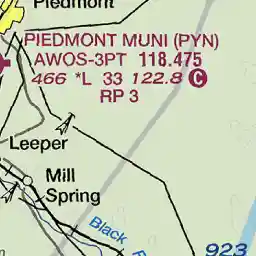 Piedmont
PIEDMONT MUNI (PYN)
AWOS-3PT 118.475
466 *L 33 122.8 C
RP 3
Leeper
Mill
Spring
Black
923